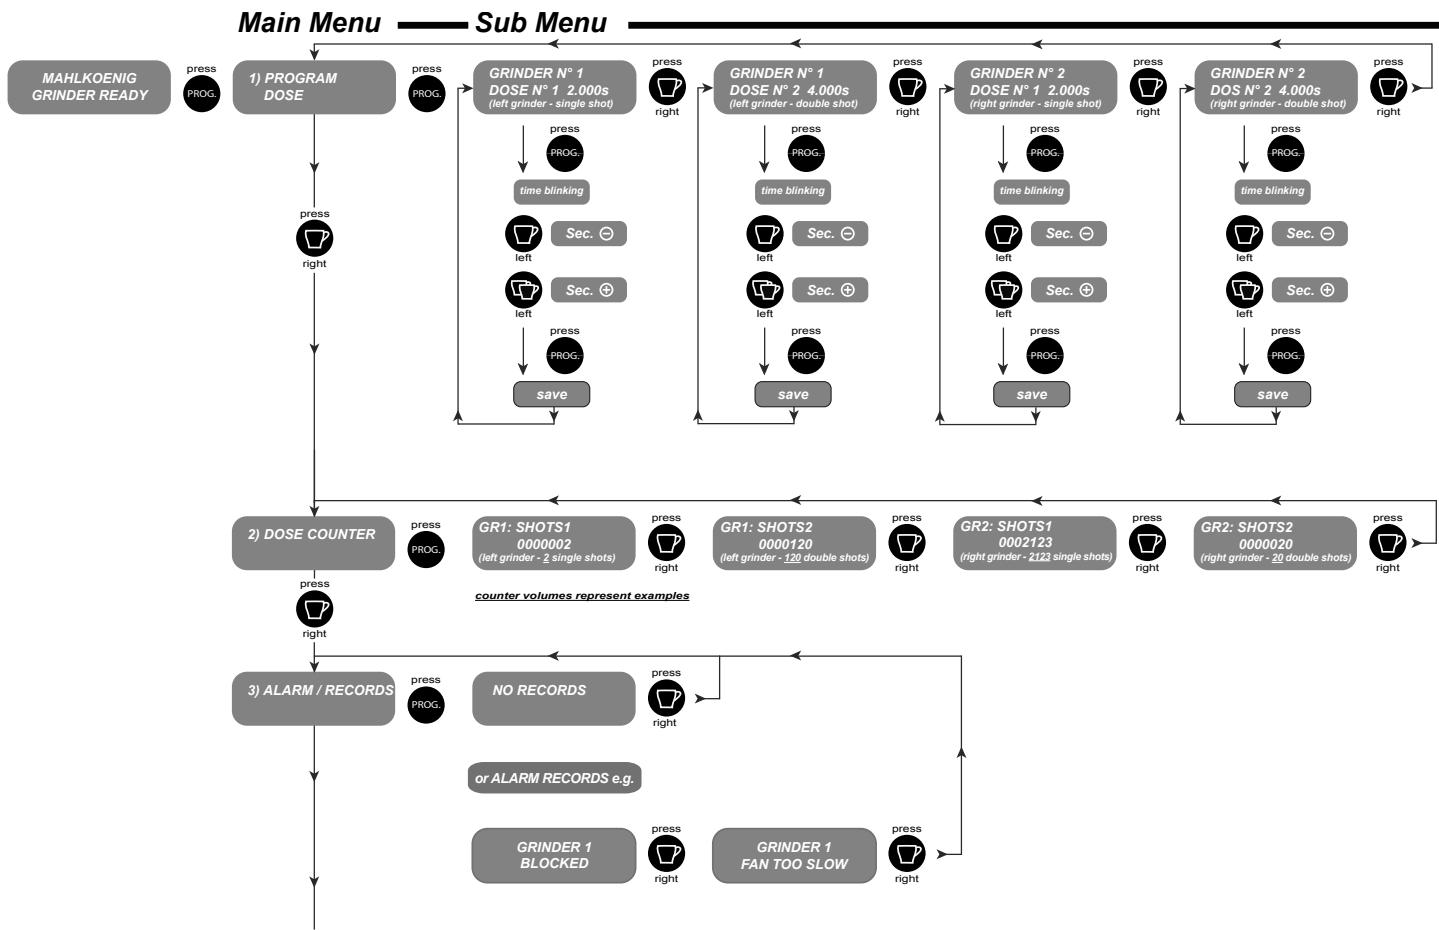 Main Menu
Sub Menu
MAHLKOENIG
GRINDER READY
press
PROG.
1) PROGRAM
DOSE
press
PROG.
GRINDER N° 1
DOSE N° 1 2.000s
(left grinder - single shot)
press
right
GRINDER N° 1
DOSE N° 2 4.000s
(left grinder - double shot)
press
right
GRINDER N° 2
DOSE N° 1 2.000s
(right grinder - single shot)
press
right
GRINDER N° 2
DOS N° 2 4.000s
(right grinder - double shot)
press
right
press
PROG.
time blinking
left
Sec. ⊖
left
Sec. ⊕
press
PROG.
save
press
PROG.
time blinking
left
Sec. ⊖
left
Sec. ⊕
press
PROG.
save
press
PROG.
time blinking
left
Sec. ⊖
left
Sec. ⊕
press
PROG.
save
press
PROG.
time blinking
left
Sec. ⊖
left
Sec. ⊕
press
PROG.
save
press
right
2) DOSE COUNTER
press
PROG.
GR1: SHOTS1
0000002
(left grinder - 2 single shots)
press
right
GR1: SHOTS2
0000120
(left grinder - 120 double shots)
press
right
GR2: SHOTS1
0002123
(right grinder - 2123 single shots)
press
right
GR2: SHOTS2
0000020
(right grinder - 20 double shots)
press
right
counter volumes represent examples
press
right
3) ALARM / RECORDS
press
PROG.
NO RECORDS
press
right
or ALARM RECORDS e.g.
GRINDER 1
BLOCKED
press
right
GRINDER 1
FAN TOO SLOW
press
right